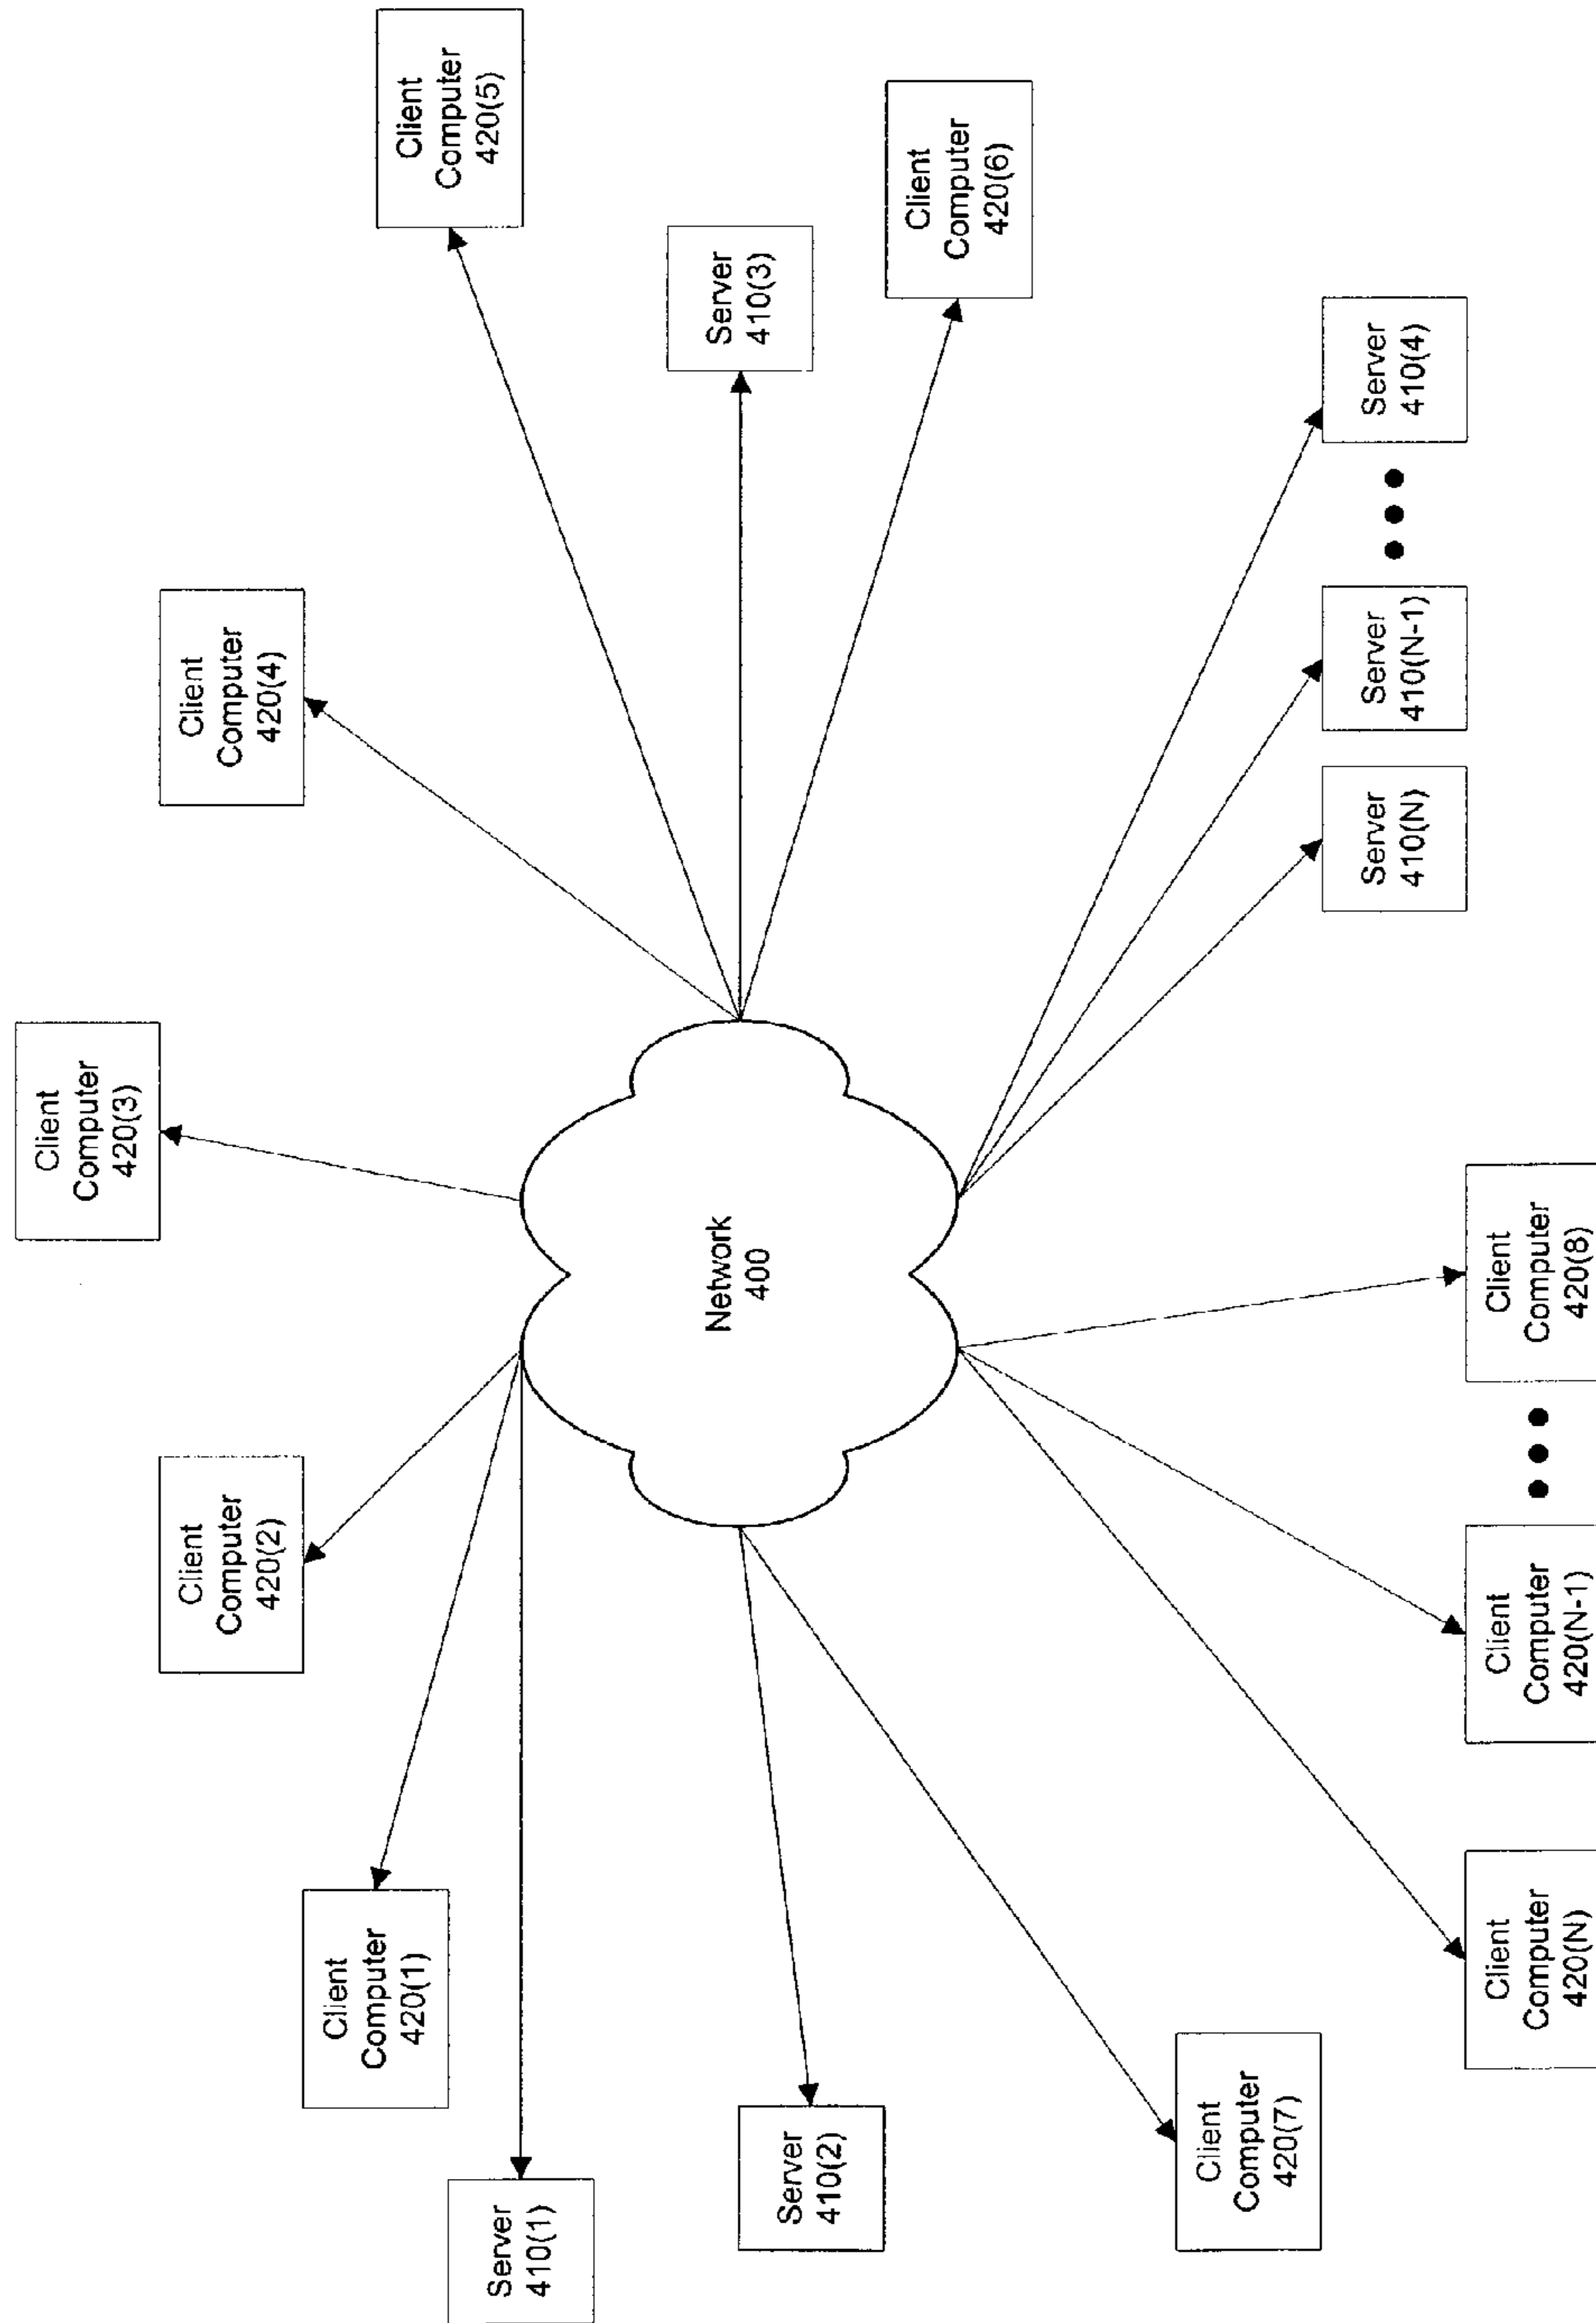 Client
Computer
420(3)
Client
Computer
420(2)
Client
Computer
420(4)
Client
Computer
420(1)
Client
Computer
420(5)
Server
410(1)
Network
400
Server
410(3)
Server
410(2)
Client
Computer
420(6)
Client
Computer
420(7)
Server
410(N)
Server
410(N-1)
Server
410(4)
Client
Computer
420(N)
Client
Computer
420(N-1)
Client
Computer
420(8)